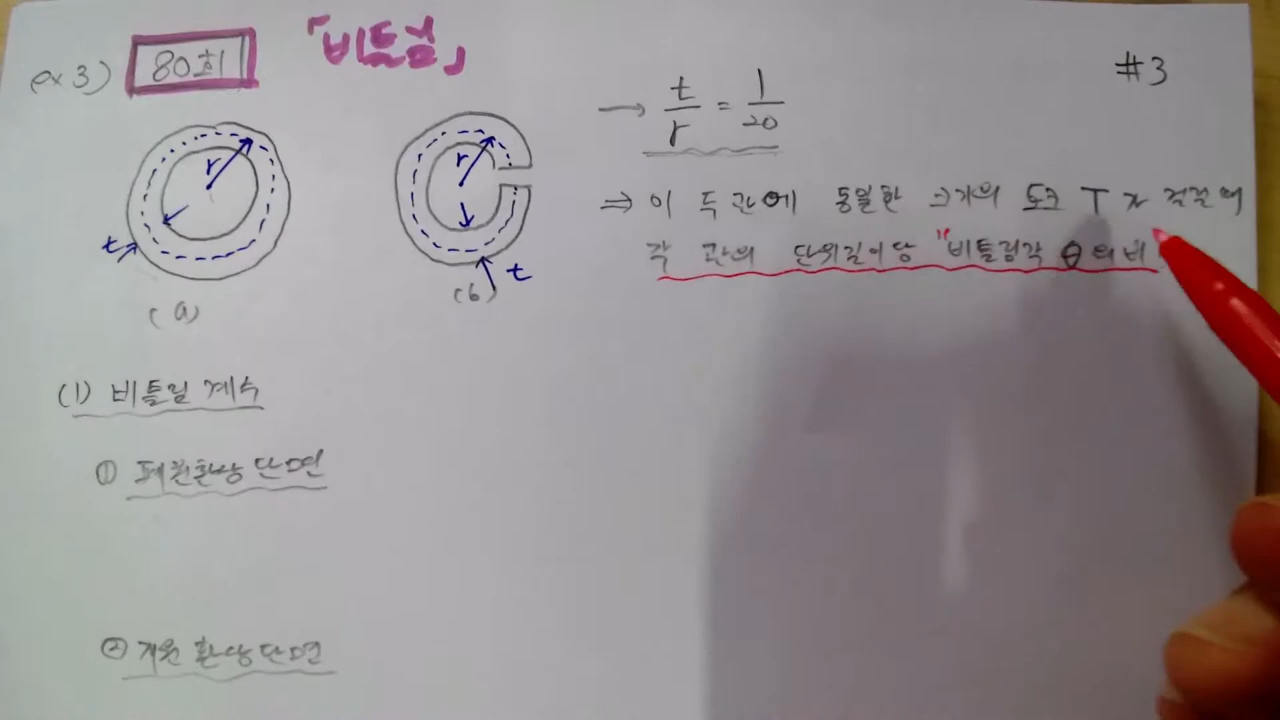 ex 3) 80회 「비틀림」
#3
r
t
(a)
r
t
(b)
→ t/r = 1/20
⇒ 이 두 관에 동일한 크기의 토크 T가 걸릴 때
각 관의 단위길이당 "비틀림각 θ의 비
(1) 비틀림 계수
① 폐원환상 단면
② 개원 환상단면